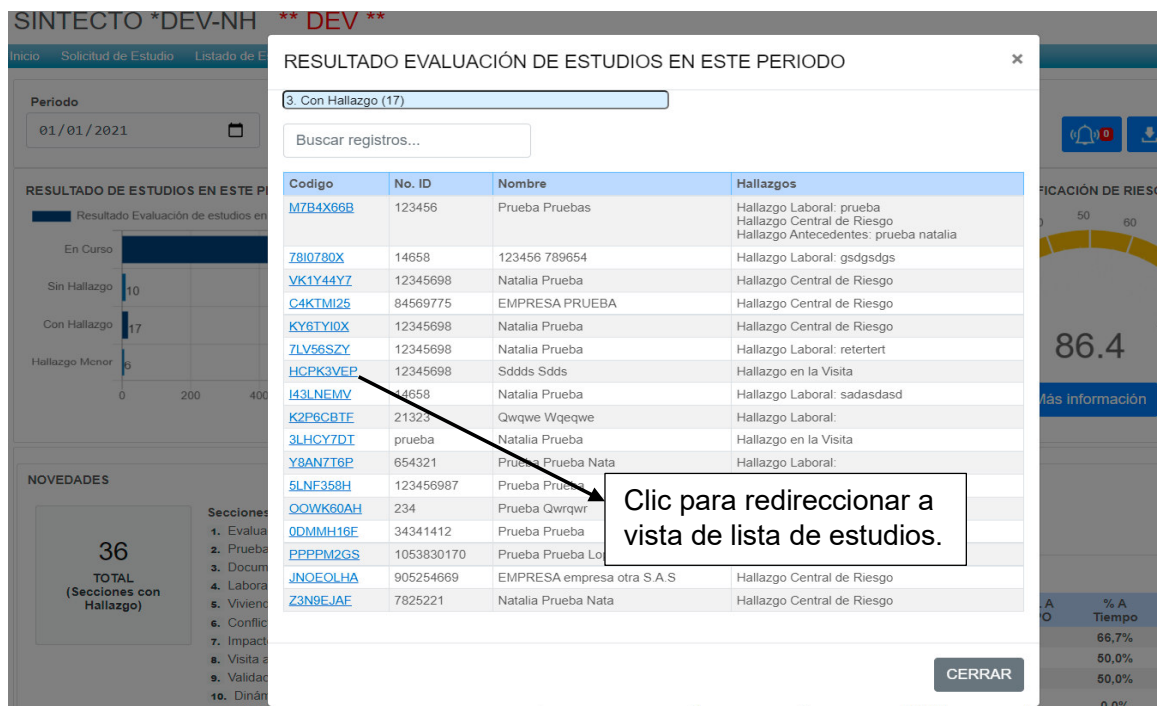 SINTECTO *DEV-NH ** DEV **
Inicio Solicitud de Estudio Listado de E
Periodo
01/01/2021
0
RESULTADO DE ESTUDIOS EN ESTE PE
Resultado Evaluación de estudios en
En Curso
Sin Hallazgo 10
Con Hallazgo 17
Hallazgo Menor 6
0 200 400
FICACIÓN DE RIESG
50 60
86.4
Más información
NOVEDADES
36
TOTAL
(Secciones con
Hallazgo)
Secciones
1. Evalua
2. Prueba
3. Docum
4. Labora
5. Viviend
6. Conflic
7. Impact
8. Visita a
9. Validac
10. Dinám
% A
Tiempo
66,7%
50,0%
50,0%
0,0%
RESULTADO EVALUACIÓN DE ESTUDIOS EN ESTE PERIODO ×
3. Con Hallazgo (17)
Buscar registros...
Codigo No. ID Nombre Hallazgos
M7B4X66B 123456 Prueba Pruebas Hallazgo Laboral: prueba
Hallazgo Central de Riesgo
Hallazgo Antecedentes: prueba natalia
78I0780X 14658 123456 789654 Hallazgo Laboral: gsdgsdgs
VK1Y44Y7 12345698 Natalia Prueba Hallazgo Central de Riesgo
C4KTMI25 84569775 EMPRESA PRUEBA Hallazgo Central de Riesgo
KY6TYI0X 12345698 Natalia Prueba Hallazgo Central de Riesgo
7LV56SZY 12345698 Natalia Prueba Hallazgo Laboral: retertert
HCPK3VEP 12345698 Sddds Sdds Hallazgo en la Visita
I43LNEMV 14658 Natalia Prueba Hallazgo Laboral: sadasdasd
K2P6CBTF 21323 Qwqwe Wqeqwe Hallazgo Laboral:
3LHCY7DT prueba Natalia Prueba Hallazgo en la Visita
Y8AN7T6P 654321 Prueba Prueba Nata Hallazgo Laboral:
5LNF358H 123456987 Prueba Prueba
OOWK60AH 234 Prueba Qwrqwr
0DMMH16F 34341412 Prueba Prueba
PPPPM2GS 1053830170 Prueba Prueba Lo
JNOEOLHA 905254669 EMPRESA empresa otra S.A.S Hallazgo Central de Riesgo
Z3N9EJAF 7825221 Natalia Prueba Nata Hallazgo Central de Riesgo
Clic para redireccionar a
vista de lista de estudios.
CERRAR